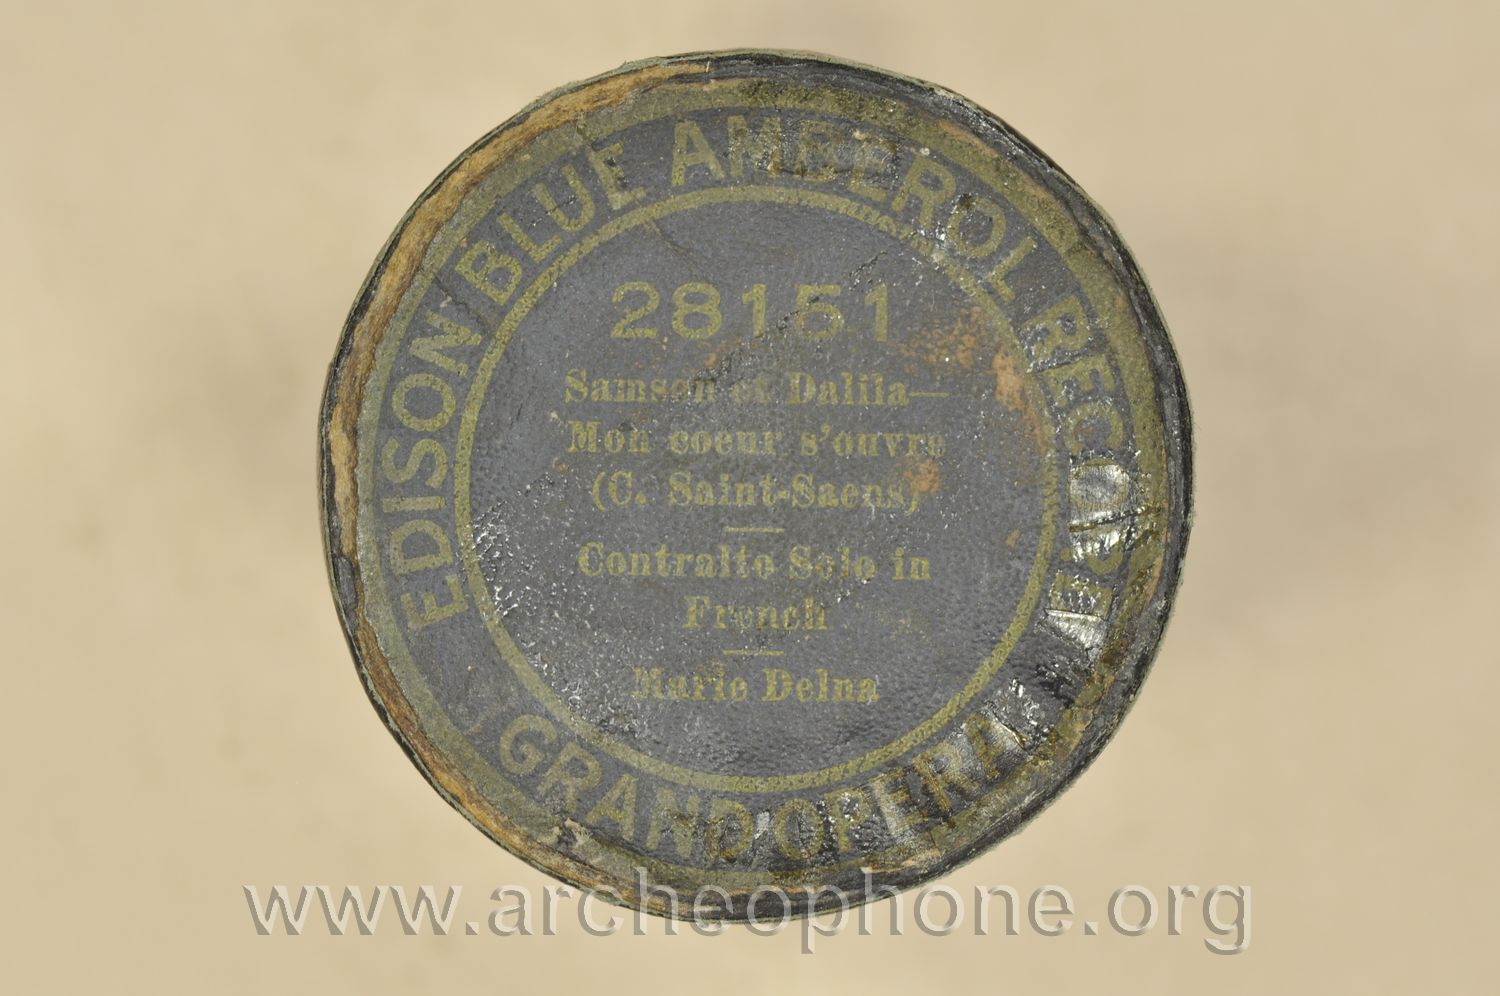 EDISON BLUE AMBEROL RECORD
28151
Samson et Dalila—
Mon coeur s'ouvre
(C. Saint-Saens)
Contralto Solo in
French
Marie Delna
GRAND OPERA
www.archeophone.org